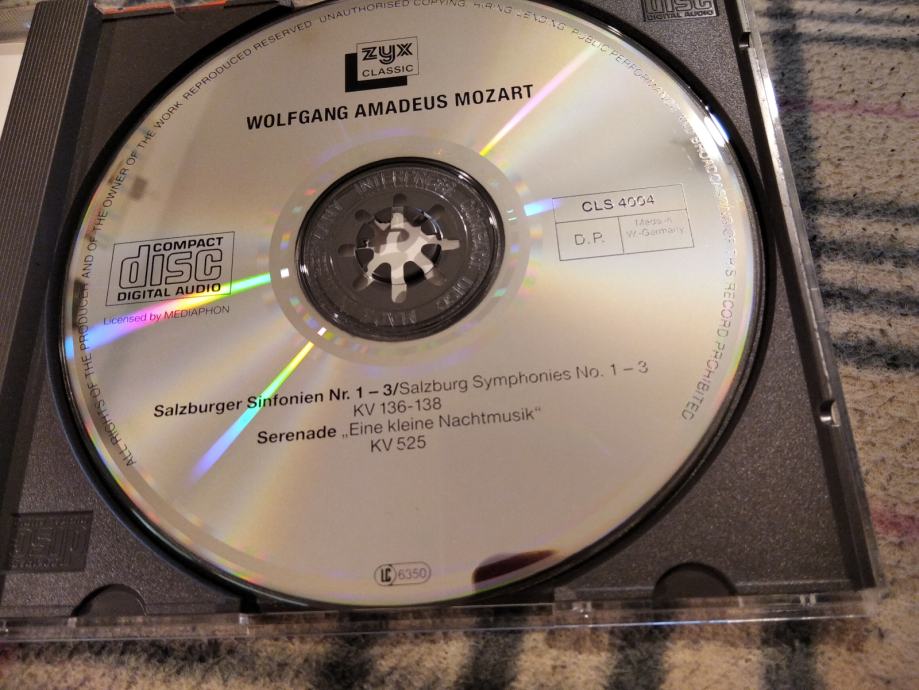 disc
DIGITAL AUDIO
ALL RIGHTS OF THE PRODUCER AND OF THE OWNER OF THE WORK REPRODUCED RESERVED UNAUTHORISED COPYING, HIRING, LENDING, PUBLIC PERFORMANCE AND BROADCASTING OF THIS RECORD PROHIBITED
zyx
CLASSIC
WOLFGANG AMADEUS MOZART
CLS 4004
D.P.
Made in
W.-Germany
COMPACT
disc
DIGITAL AUDIO
Licensed by MEDIAPHON
Salzburger Sinfonien Nr. 1 – 3/Salzburg Symphonies No. 1 – 3
KV 136-138
Serenade „Eine kleine Nachtmusik“
KV 525
LC 6350